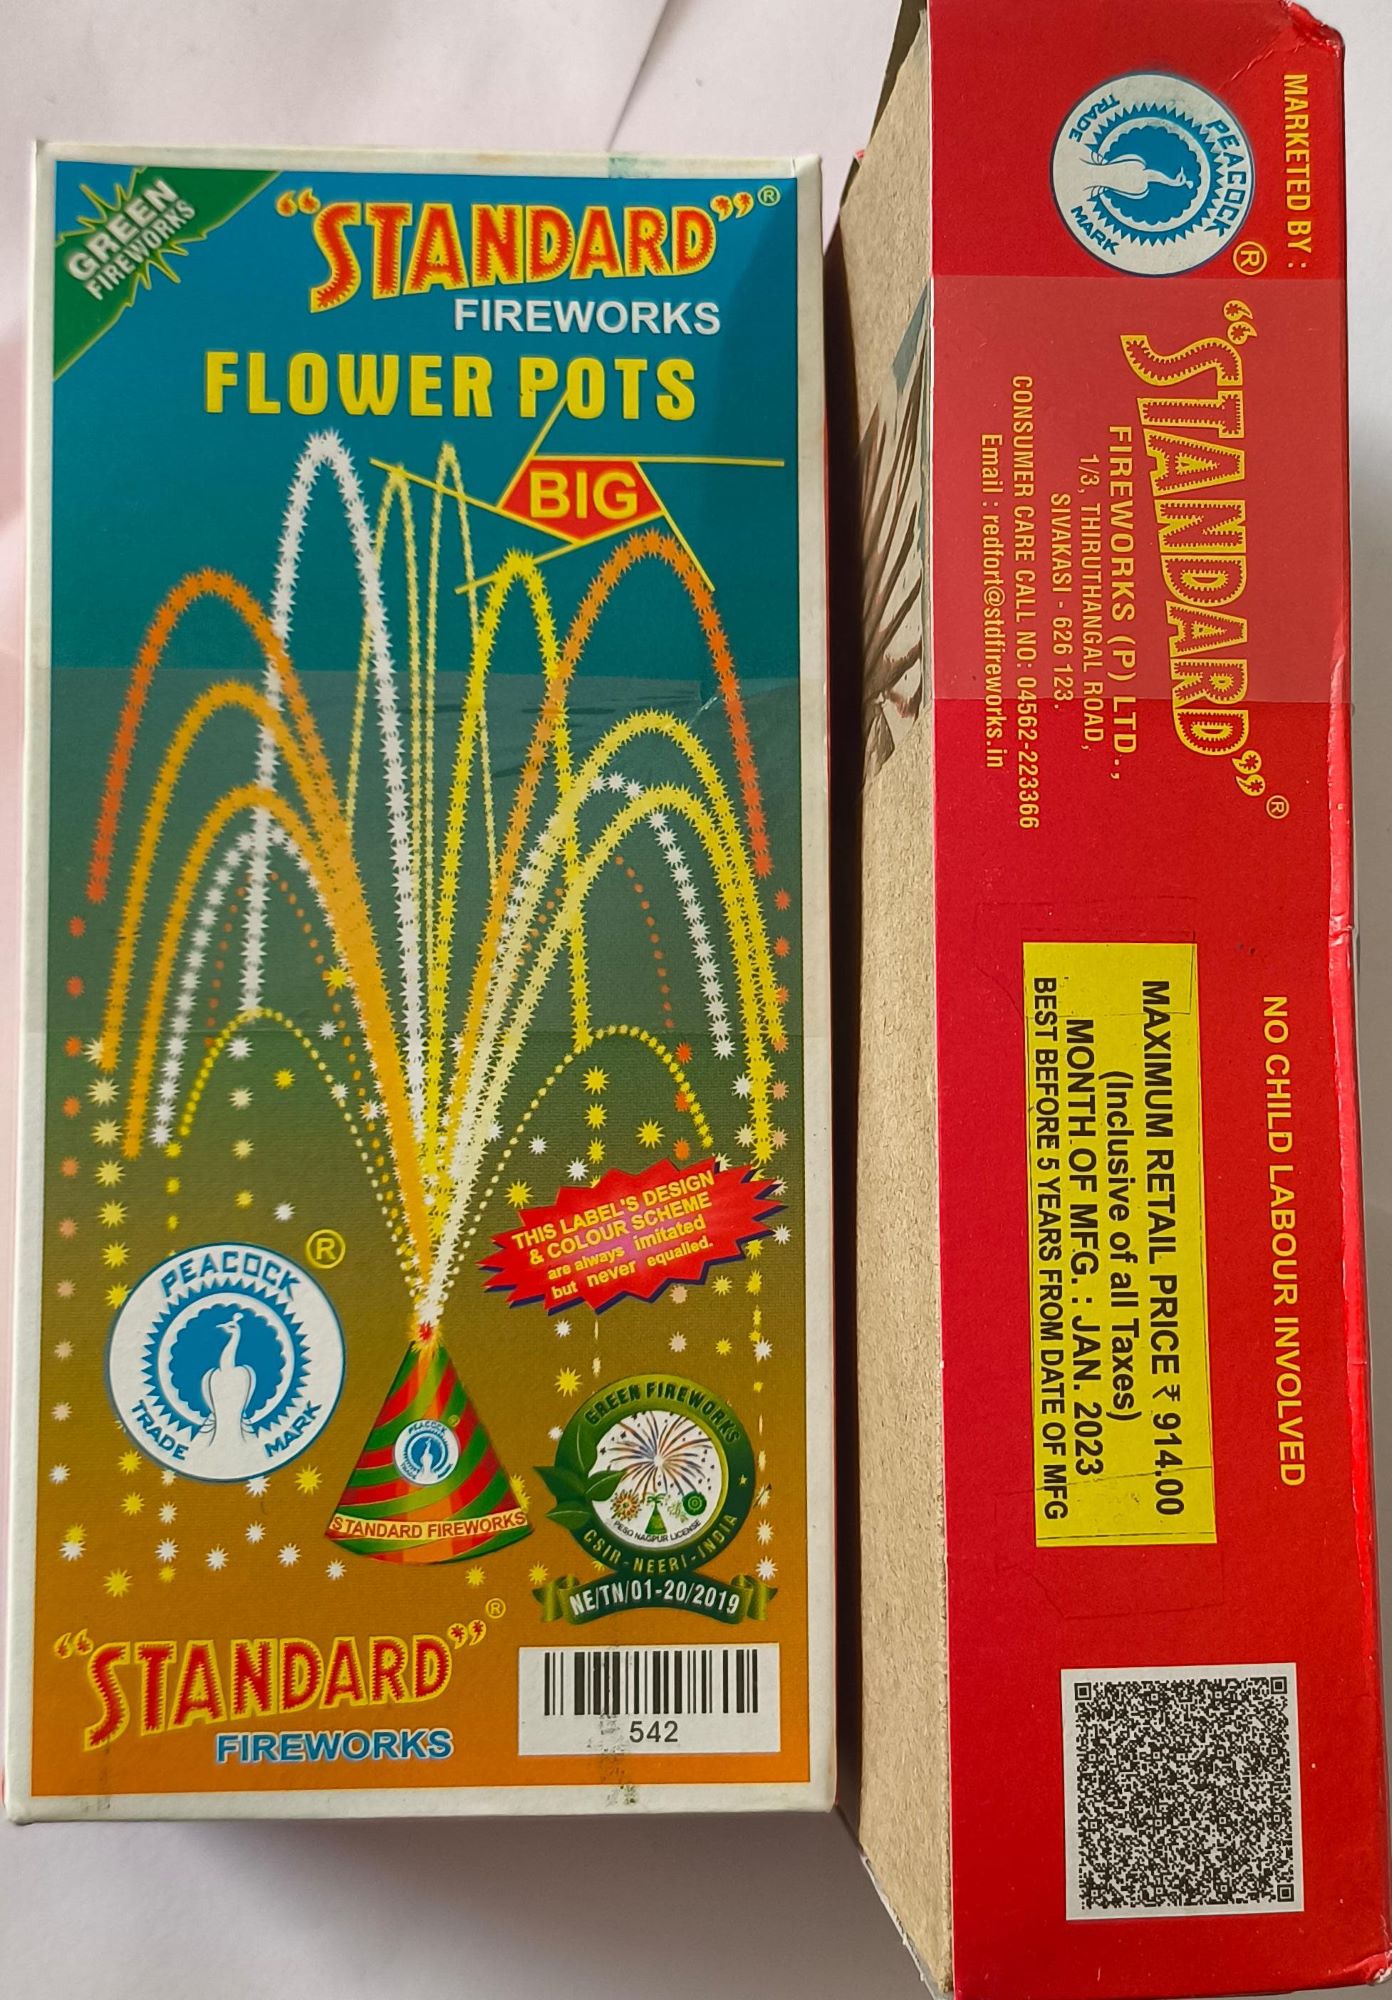 GREEN
FIREWORKS
“STANDARD”®
FIREWORKS
FLOWER POTS
BIG
THIS LABEL'S DESIGN
& COLOUR SCHEME
are always imitated
but never equalled.
PEACOCK
®
TRADE MARK
PEACOCK
STANDARD FIREWORKS
GREEN FIREWORKS
PESO NAGPUR LICENSE
CSIR-NEERI-INDIA
NE/TN/01-20/2019
“STANDARD”®
FIREWORKS
542
MARKETED BY :
PEACOCK
TRADE MARK
®
“STANDARD”®
FIREWORKS (P) LTD.,
1/3, THIRUTHANGAL ROAD,
SIVAKASI - 626 123.
CONSUMER CARE CALL NO: 04562-223366
Email : redfort@stdfireworks.in
NO CHILD LABOUR INVOLVED
MAXIMUM RETAIL PRICE ₹ 914.00
(Inclusive of all Taxes)
MONTH OF MFG. : JAN. 2023
BEST BEFORE 5 YEARS FROM DATE OF MFG